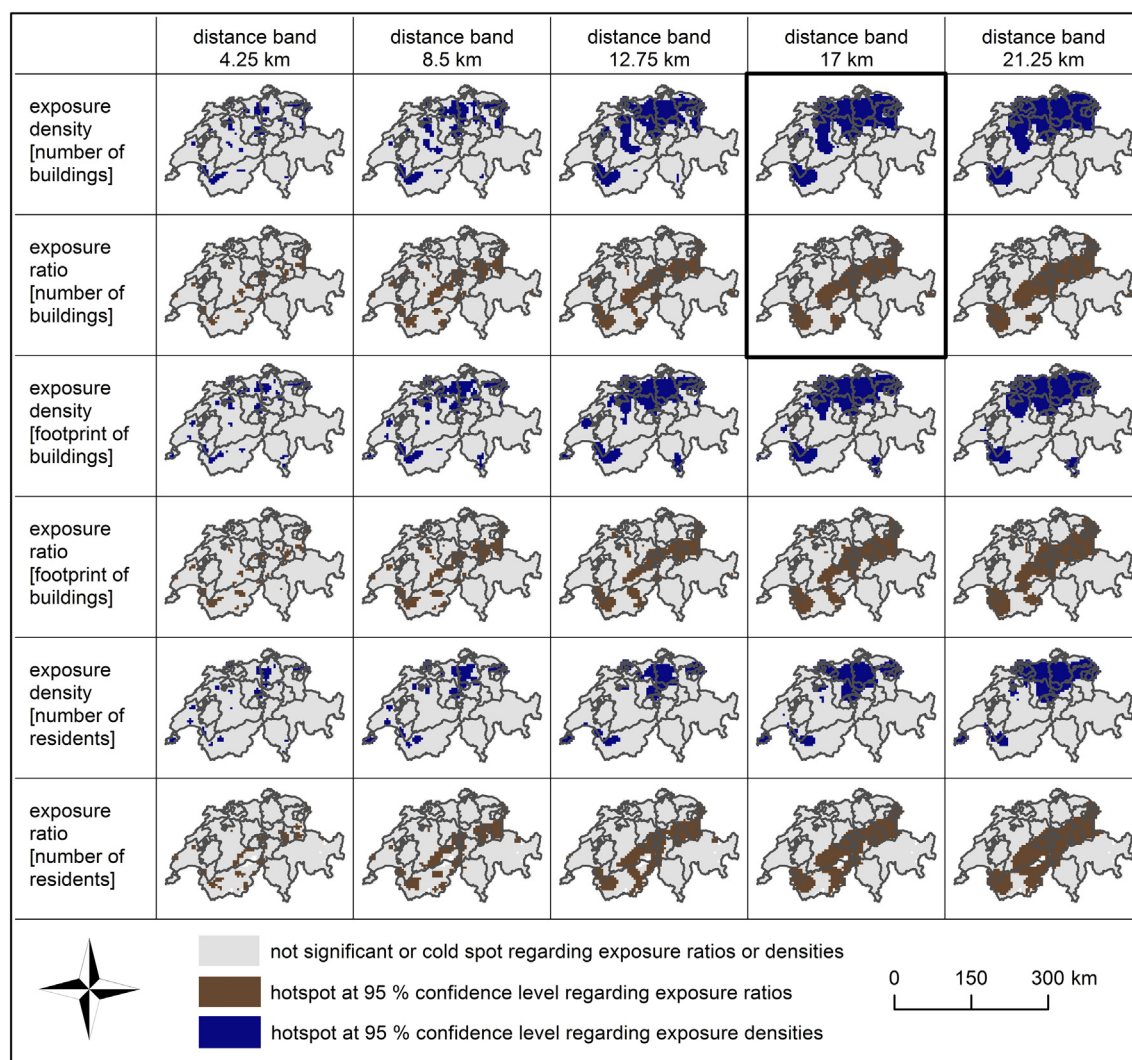 distance band
4.25 km
distance band
8.5 km
distance band
12.75 km
distance band
17 km
distance band
21.25 km
exposure
density
[number of
buildings]
exposure
ratio
[number of
buildings]
exposure
density
[footprint of
buildings]
exposure
ratio
[footprint of
buildings]
exposure
density
[number of
residents]
exposure
ratio
[number of
residents]
not significant or cold spot regarding exposure ratios or densities
hotspot at 95 % confidence level regarding exposure ratios
hotspot at 95 % confidence level regarding exposure densities
0 150 300 km